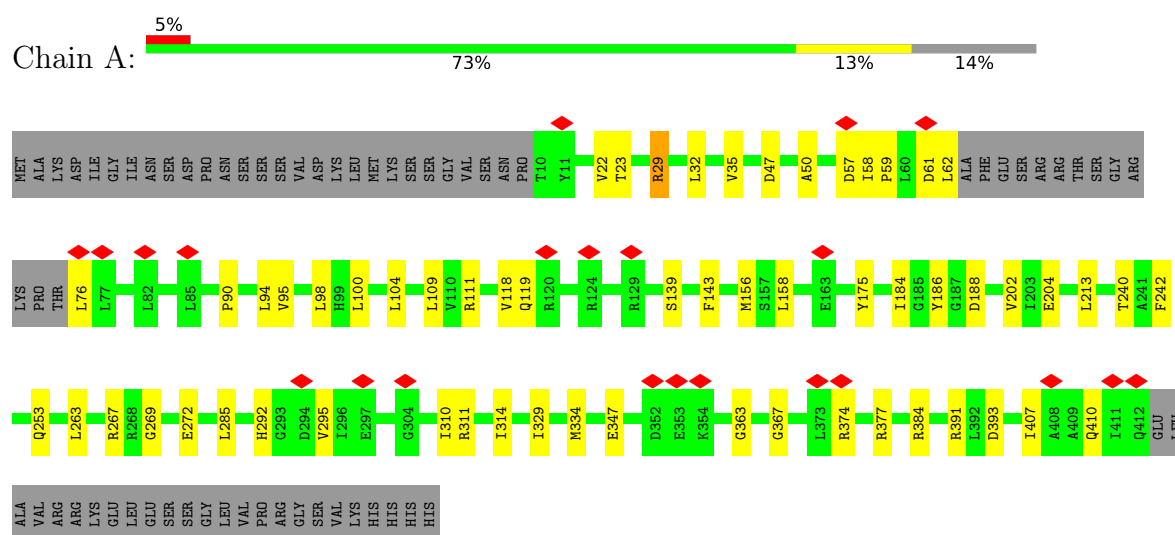 5%
Chain A:
73% 13% 14%
MET ALA LYS ASP ILE GLY ILE ASN SER ASP PRO ASN SER SER SER VAL ASP LYS LEU MET LYS SER SER GLY VAL SER ASN PRO T10 Y11 V22 T23 R29 L32 V35 D47 A50 D57 I58 P59 L60 D61 L62 ALA PHE GLU SER ARG ARG THR SER GLY ARG
LYS PRO THR L76 L77 L82 L85 P90 L94 V95 L98 H99 L100 L104 L109 V110 R111 V118 Q119 R120 R124 R129 S139 F143 M156 S157 L158 E163 Y175 I184 G185 Y186 G187 D188 V202 I203 E204 L213 T240 A241 F242
Q253 L263 R267 R268 G269 E272 L285 H292 G293 D294 V295 I296 E297 G304 I310 R311 I314 I329 M334 E347 D352 E353 K354 G363 G367 L373 R374 R377 R384 R391 L392 D393 I407 A408 A409 Q410 I411 Q412 GLU
ALA VAL ARG ARG LYS GLU LEU GLU SER SER GLY LEU VAL PRO ARG GLY SER VAL LYS HIS HIS HIS HIS